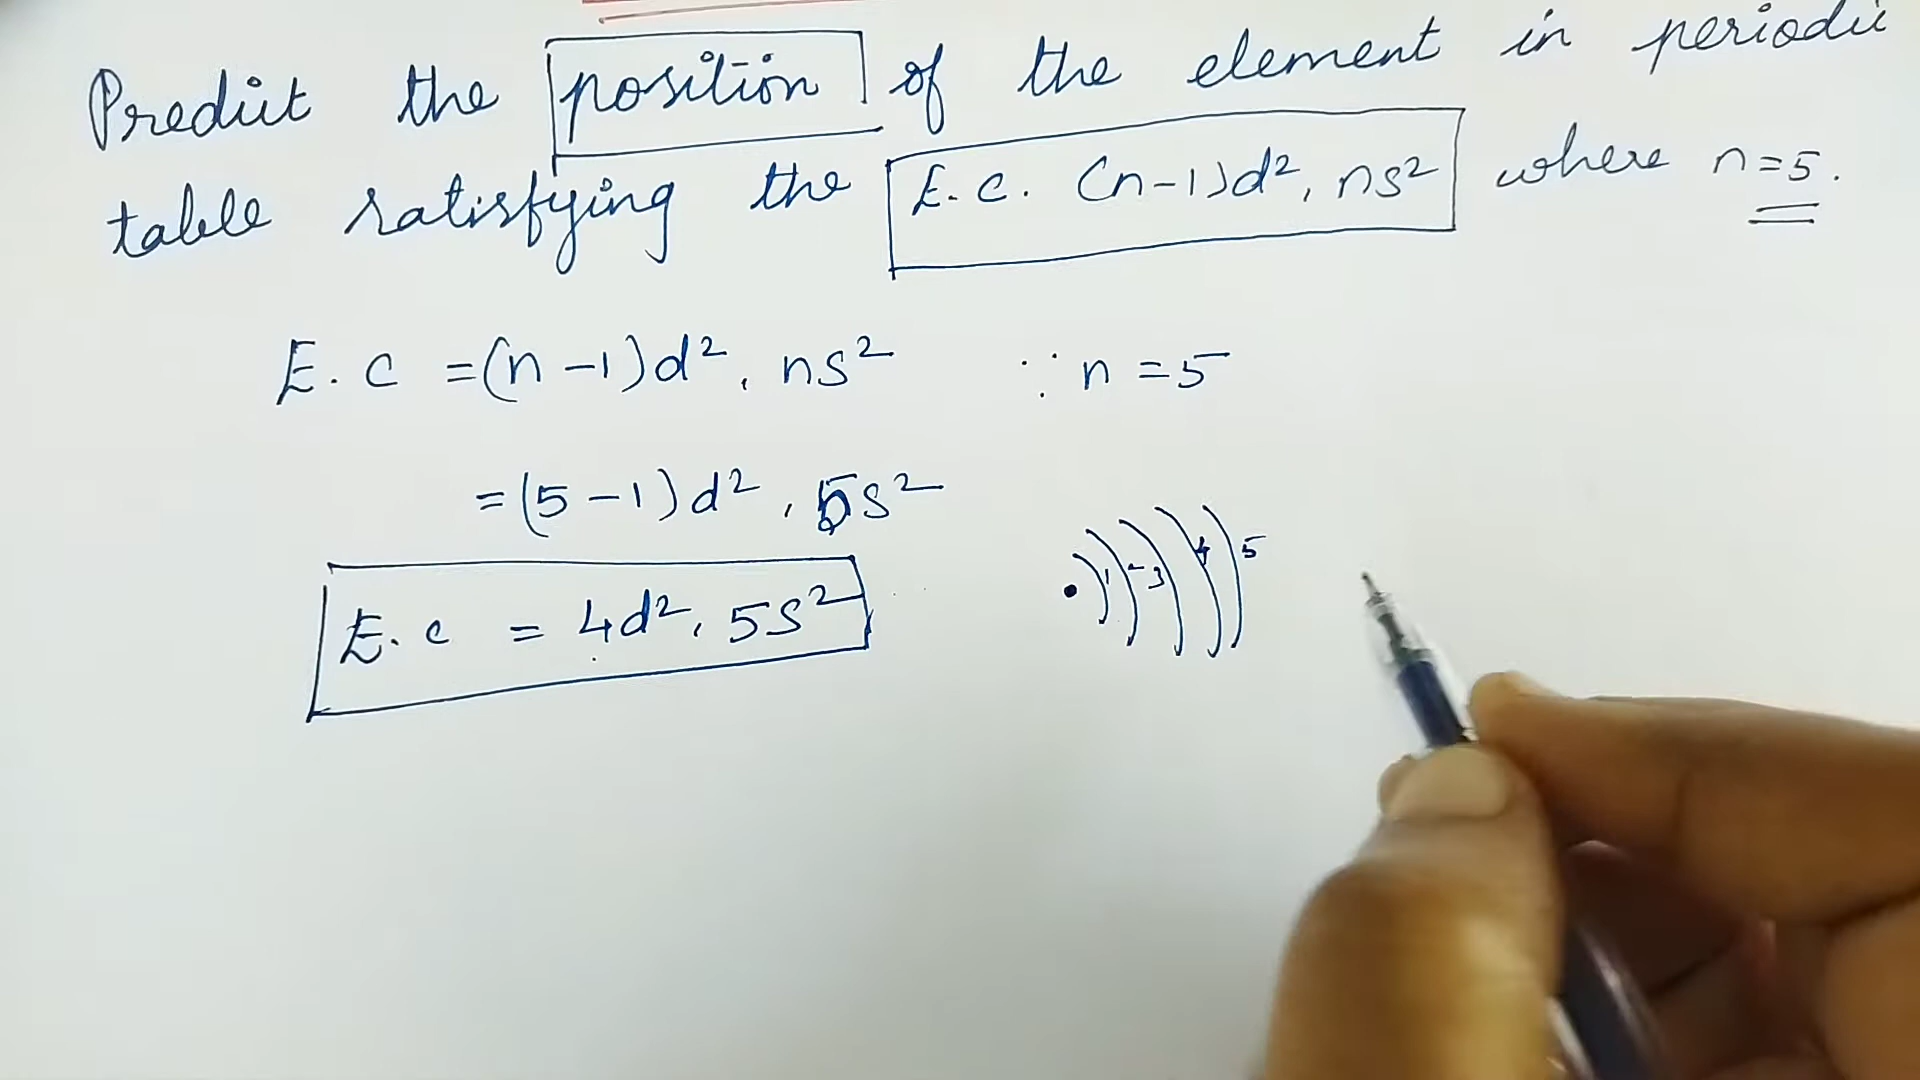 Predict the position of the element in periodic
table satisfying the E.C. (n-1)d², ns² where n=5.
E.C = (n-1)d², ns² ∵ n=5
= (5-1)d², 5s²
E.c = 4d², 5s²
1 2 3 4 5